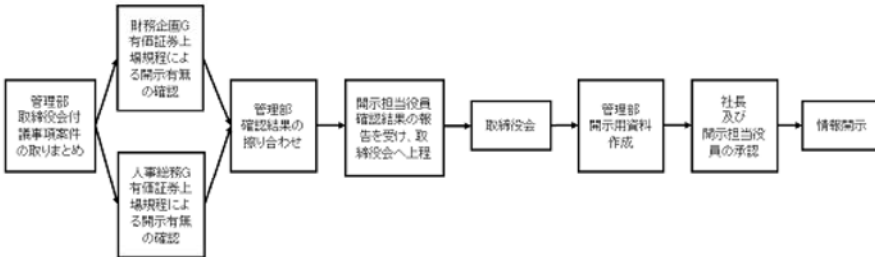 管理部
取締役会付
議事項案件
の取りまとめ
財務企画G
有価証券上
場規程によ
る開示有無
の確認
人事総務G
有価証券上
場規程によ
る開示有無
の確認
管理部
確認結果の
擦り合わせ
開示担当役員
確認結果の報
告を受け、取
締役会へ上程
取締役会
管理部
開示用資料
作成
社長
及び
開示担当役
員の承認
情報開示